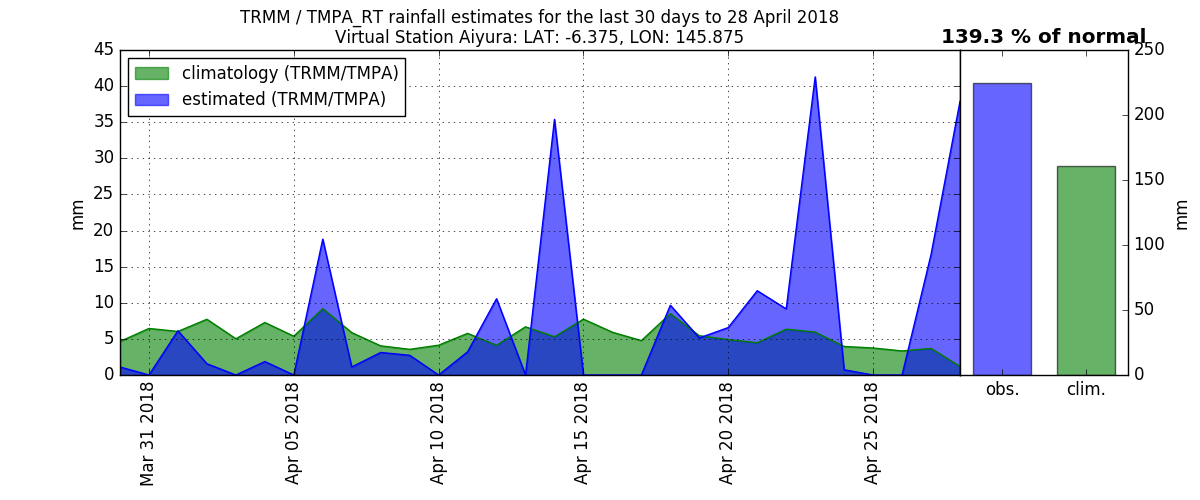 TRMM / TMPA_RT rainfall estimates for the last 30 days to 28 April 2018
Virtual Station Aiyura: LAT: -6.375, LON: 145.875
139.3 % of normal
climatology (TRMM/TMPA)
estimated (TRMM/TMPA)
mm
45
40
35
30
25
20
15
10
5
0
Mar 31 2018
Apr 05 2018
Apr 10 2018
Apr 15 2018
Apr 20 2018
Apr 25 2018
250
200
150
100
50
0
mm
obs.
clim.